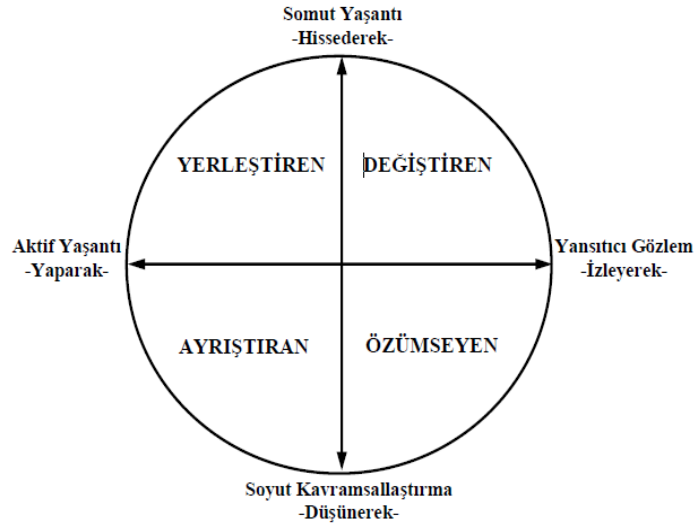 Somut Yaşantı
-Hissederek-
YERLEŞTİREN
DEĞİŞTİREN
Aktif Yaşantı
-Yaparak-
Yansıtıcı Gözlem
-İzleyerek-
AYRIŞTIRAN
ÖZÜMSEYEN
Soyut Kavramsallaştırma
-Düşünerek-